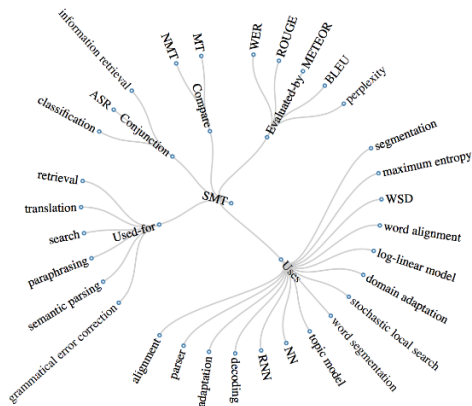 SMT
Compare
NMT
MT
Evaluated-by
WER
ROUGE
METEOR
BLEU
perplexity
Uses
segmentation
maximum entropy
WSD
word alignment
log-linear model
domain adaptation
stochastic local search
word segmentation
topic model
NN
RNN
decoding
adaptation
parser
alignment
Used-for
grammatical error correction
semantic parsing
paraphrasing
search
translation
retrieval
Conjunction
classification
ASR
information retrieval